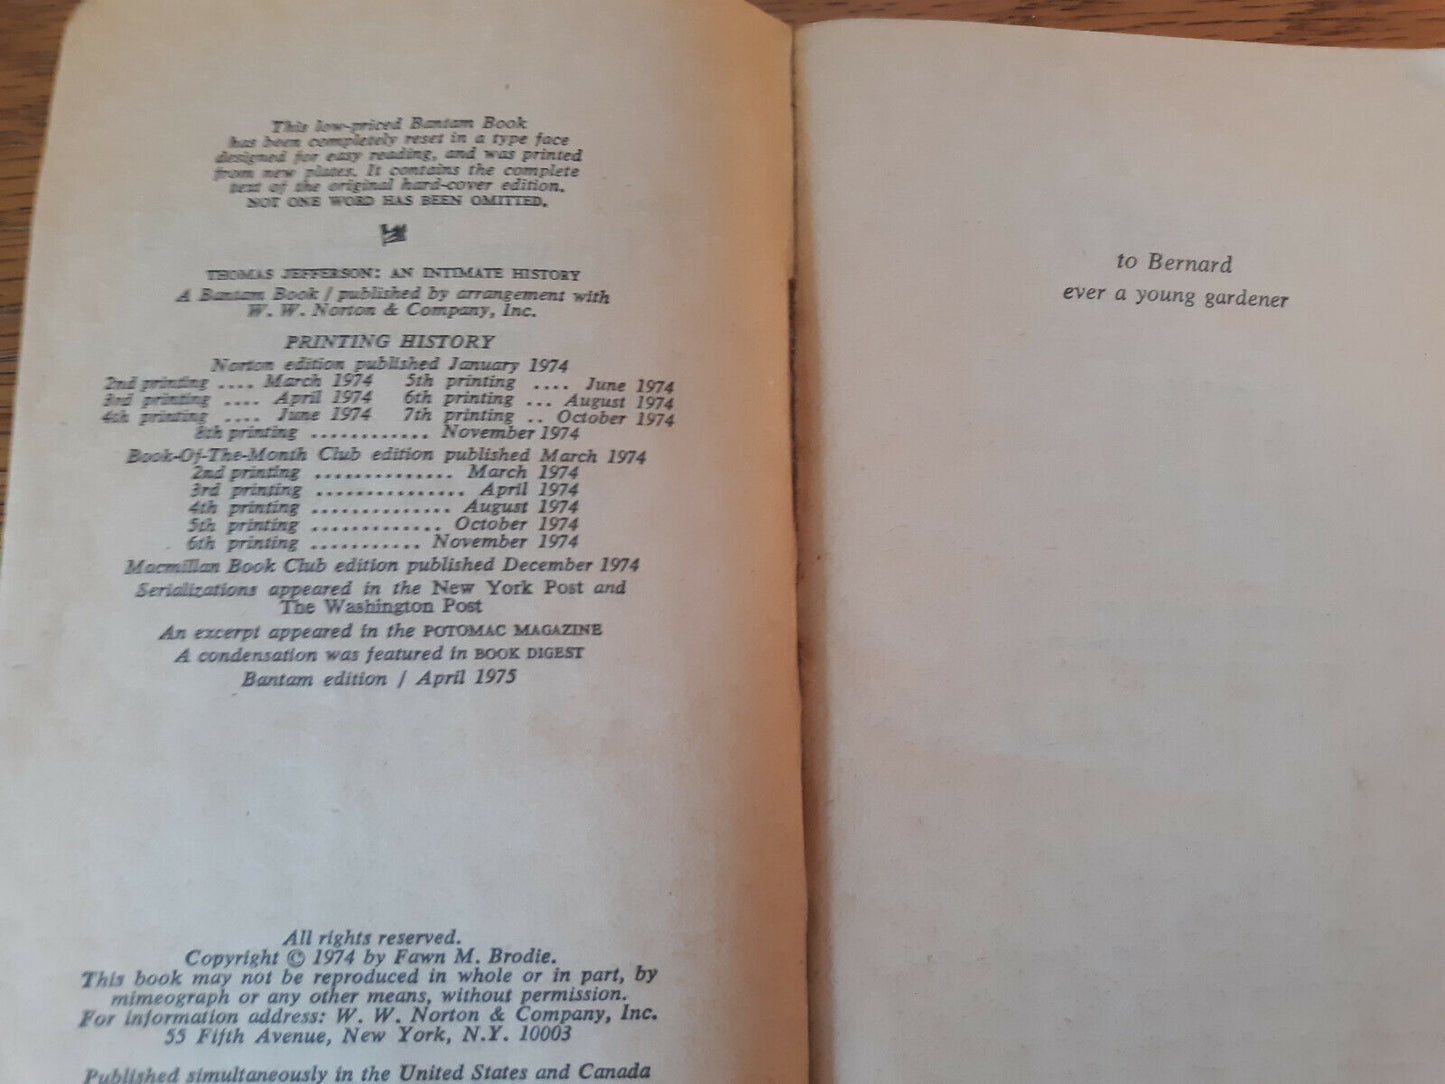 This low-priced Bantam Book
has been completely reset in a type face
designed for easy reading, and was printed
from new plates. It contains the complete
text of the original hard-cover edition.
NOT ONE WORD HAS BEEN OMITTED.
THOMAS JEFFERSON: AN INTIMATE HISTORY
A Bantam Book / published by arrangement with
W. W. Norton & Company, Inc.
PRINTING HISTORY
Norton edition published January 1974
2nd printing .... March 1974 5th printing .... June 1974
3rd printing .... April 1974 6th printing ... August 1974
4th printing .... June 1974 7th printing .. October 1974
8th printing ............ November 1974
Book-Of-The-Month Club edition published March 1974
2nd printing .............. March 1974
3rd printing ............... April 1974
4th printing .............. August 1974
5th printing ............. October 1974
6th printing ........... November 1974
Macmillan Book Club edition published December 1974
Serializations appeared in the New York Post and
The Washington Post
An excerpt appeared in the POTOMAC MAGAZINE
A condensation was featured in BOOK DIGEST
Bantam edition / April 1975
All rights reserved.
Copyright © 1974 by Fawn M. Brodie.
This book may not be reproduced in whole or in part, by
mimeograph or any other means, without permission.
For information address: W. W. Norton & Company, Inc.
55 Fifth Avenue, New York, N.Y. 10003
Published simultaneously in the United States and Canada
to Bernard
ever a young gardener